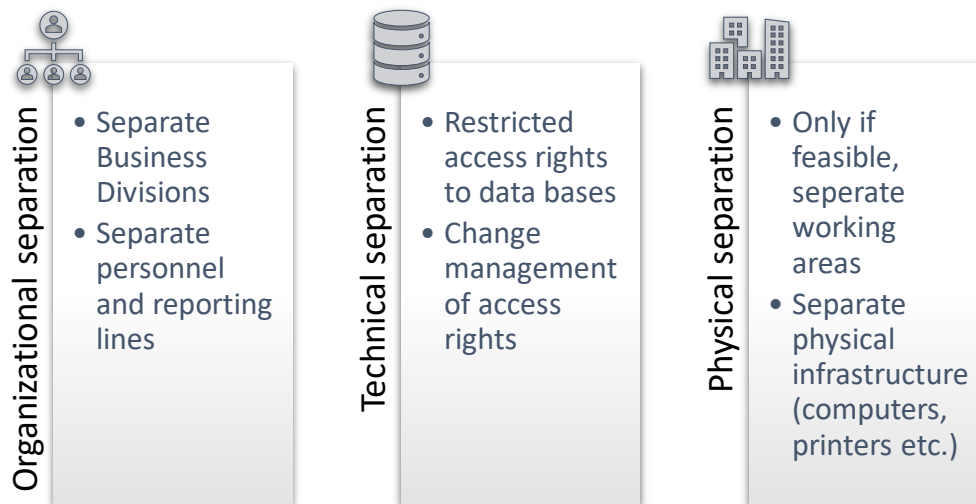 Organizational separation
• Separate
Business
Divisions
• Separate
personnel
and reporting
lines
Technical separation
• Restricted
access rights
to data bases
• Change
management
of access
rights
Physical separation
• Only if
feasible,
seperate
working
areas
• Separate
physical
infrastructure
(computers,
printers etc.)